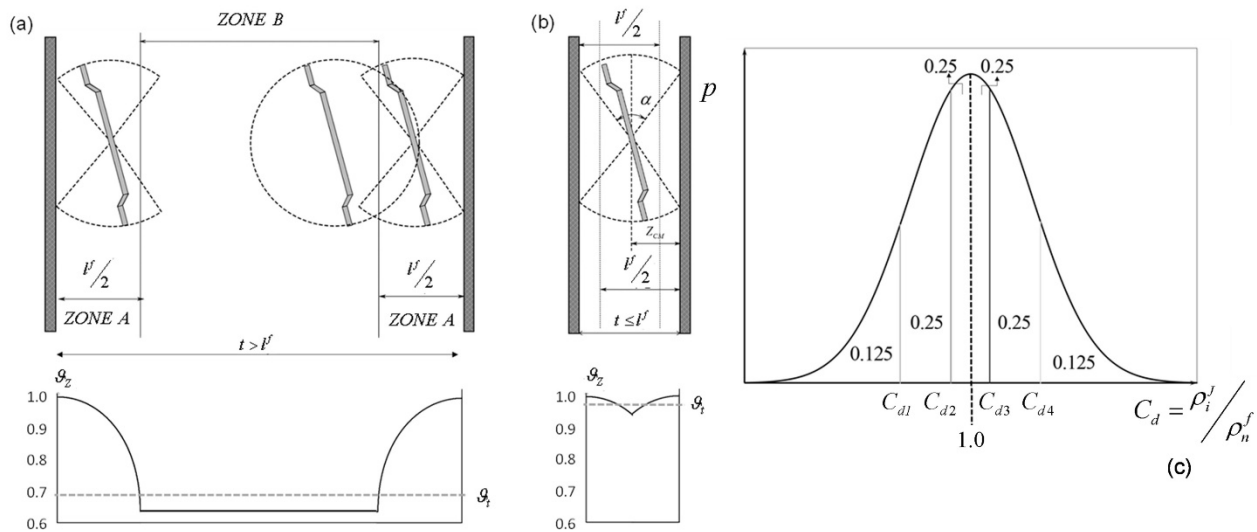 (a)
ZONE B
l^f/2
ZONE A
l^f/2
ZONE A
t > l^f
ϑ_Z
1.0
0.9
0.8
0.7
0.6
ϑ_t
(b)
l^f/2
α
Z_CM
l^f/2
t ≤ l^f
ϑ_Z
1.0
0.9
0.8
0.7
0.6
ϑ_t
p
0.25 0.25
0.125 0.25 0.25 0.125
C_d1 C_d2 C_d3 C_d4
C_d = ρ_i^J / ρ_n^f
1.0
(c)